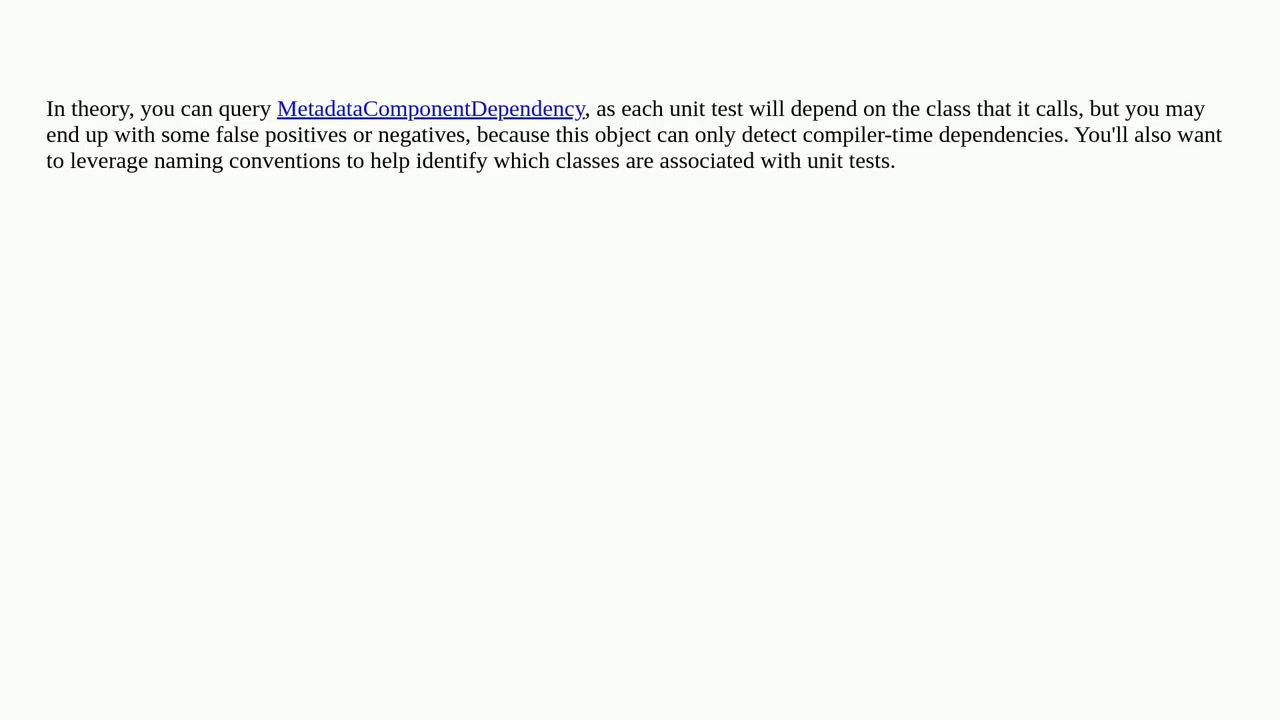 In theory, you can query MetadataComponentDependency, as each unit test will depend on the class that it calls, but you may
end up with some false positives or negatives, because this object can only detect compiler-time dependencies. You'll also want
to leverage naming conventions to help identify which classes are associated with unit tests.